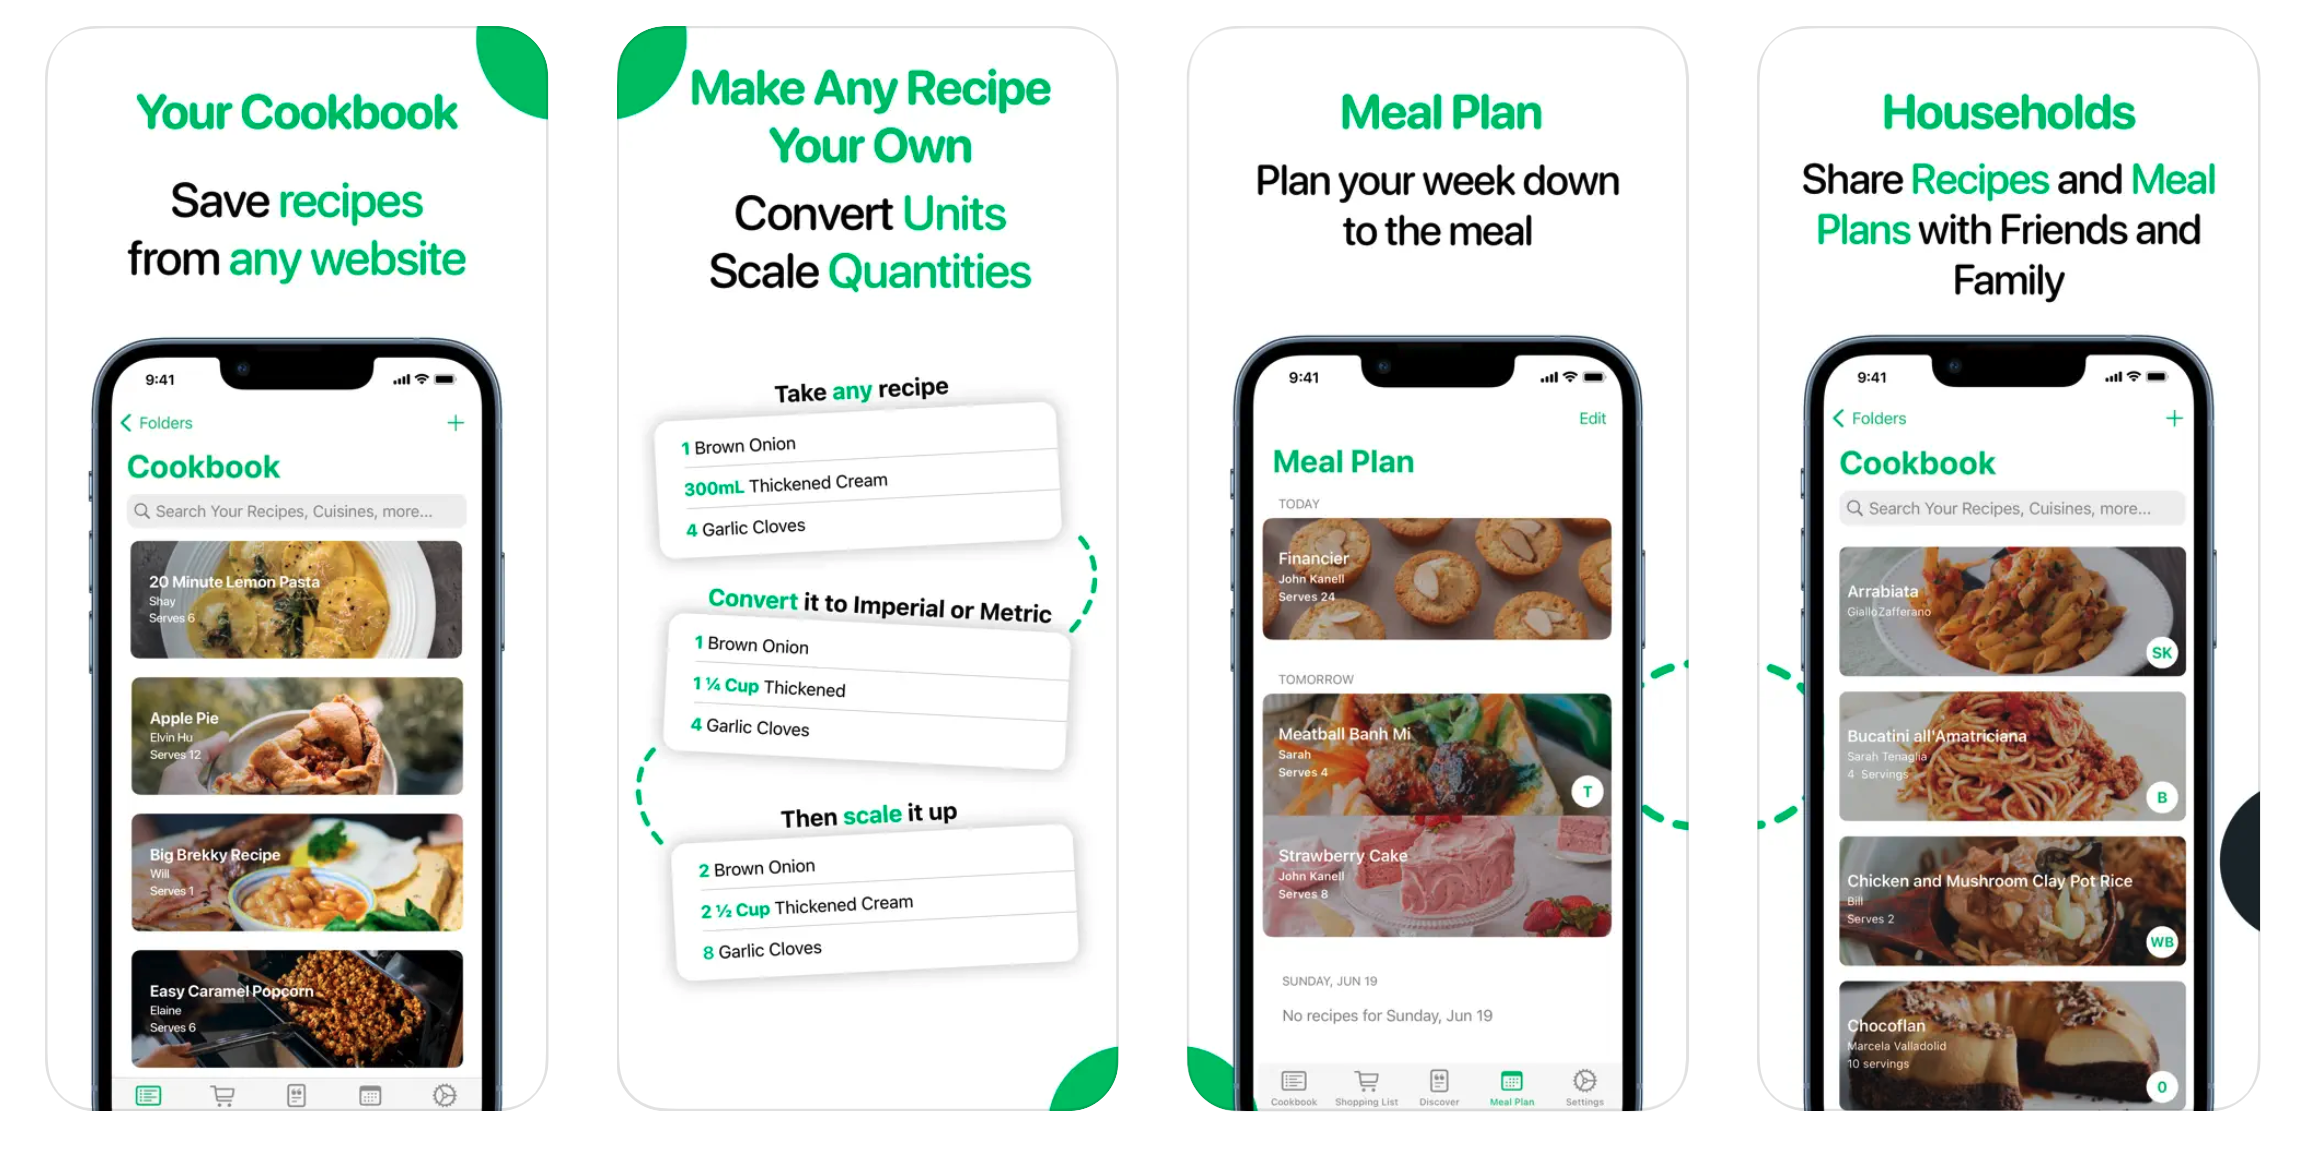 Your Cookbook
Save recipes
from any website
9:41
Folders
Cookbook
Search Your Recipes, Cuisines, more...
20 Minute Lemon Pasta
Shay
Serves 6
Apple Pie
Elvin Hu
Serves 12
Big Brekky Recipe
Will
Serves 1
Easy Caramel Popcorn
Elaine
Serves 6
Make Any Recipe
Your Own
Convert Units
Scale Quantities
Take any recipe
1 Brown Onion
300mL Thickened Cream
4 Garlic Cloves
Convert it to Imperial or Metric
1 Brown Onion
1 ¼ Cup Thickened
4 Garlic Cloves
Then scale it up
2 Brown Onion
2 ½ Cup Thickened Cream
8 Garlic Cloves
Meal Plan
Plan your week down
to the meal
9:41
Edit
Meal Plan
TODAY
Financier
John Kanell
Serves 24
TOMORROW
Meatball Banh Mi
Sarah
Serves 4
T
Strawberry Cake
John Kanell
Serves 8
SUNDAY, JUN 19
No recipes for Sunday, Jun 19
Cookbook
Shopping List
Discover
Meal Plan
Settings
Households
Share Recipes and Meal
Plans with Friends and
Family
9:41
Folders
Cookbook
Search Your Recipes, Cuisines, more...
Arrabiata
GialloZafferano
SK
Bucatini all'Amatriciana
Sarah Tenaglia
4 Servings
B
Chicken and Mushroom Clay Pot Rice
Bill
Serves 2
WB
Chocoflan
Marcela Valladolid
10 servings
O